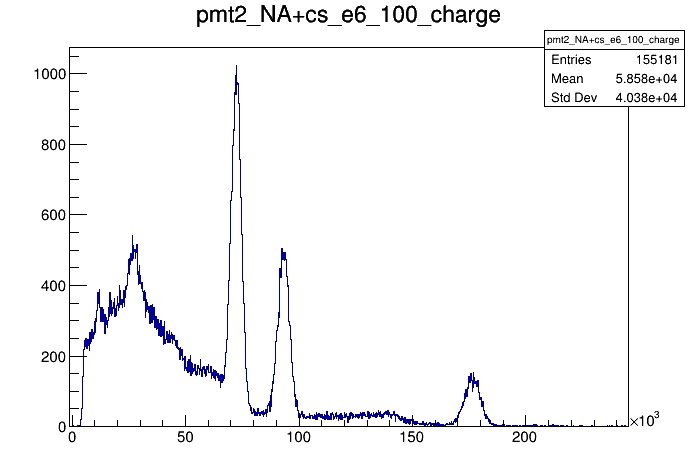 pmt2_NA+cs_e6_100_charge
pmt2_NA+cs_e6_100_charge
Entries 155181
Mean 5.858e+04
Std Dev 4.038e+04
1000
800
600
400
200
0
0 50 100 150 200
×10³